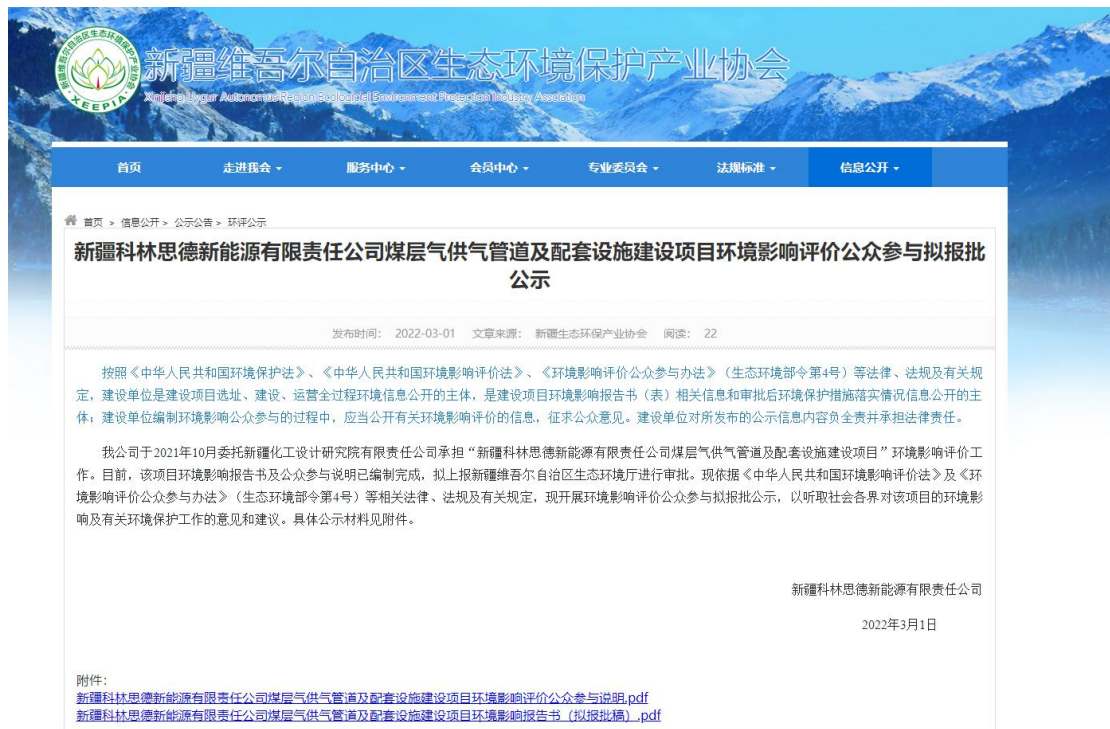 新疆维吾尔自治区生态环境保护产业协会
Xinjiang Uygur Autonomous Region Ecological Environment Protection Industry Association
XEEPIA
首页 走进我会 服务中心 会员中心 专业委员会 法规标准 信息公开
首页 > 信息公开 > 公示公告 > 环评公示
新疆科林思德新能源有限责任公司煤层气供气管道及配套设施建设项目环境影响评价公众参与拟报批
公示
发布时间： 2022-03-01 文章来源： 新疆生态环保产业协会 阅读： 22
按照《中华人民共和国环境保护法》、《中华人民共和国环境影响评价法》、《环境影响评价公众参与办法》（生态环境部令第4号）等法律、法规及有关规
定，建设单位是建设项目选址、建设、运营全过程环境信息公开的主体，是建设项目环境影响报告书（表）相关信息和审批后环境保护措施落实情况信息公开的主
体；建设单位编制环境影响公众参与的过程中，应当公开有关环境影响评价的信息，征求公众意见。建设单位对所发布的公示信息内容负全责并承担法律责任。
我公司于2021年10月委托新疆化工设计研究院有限责任公司承担“新疆科林思德新能源有限责任公司煤层气供气管道及配套设施建设项目”环境影响评价工
作。目前，该项目环境影响报告书及公众参与说明已编制完成，拟上报新疆维吾尔自治区生态环境厅进行审批。现依据《中华人民共和国环境影响评价法》及《环
境影响评价公众参与办法》（生态环境部令第4号）等相关法律、法规及有关规定，现开展环境影响评价公众参与拟报批公示，以听取社会各界对该项目的环境影
响及有关环境保护工作的意见和建议。具体公示材料见附件。
新疆科林思德新能源有限责任公司
2022年3月1日
附件：
新疆科林思德新能源有限责任公司煤层气供气管道及配套设施建设项目环境影响评价公众参与说明.pdf
新疆科林思德新能源有限责任公司煤层气供气管道及配套设施建设项目环境影响报告书（拟报批稿）.pdf